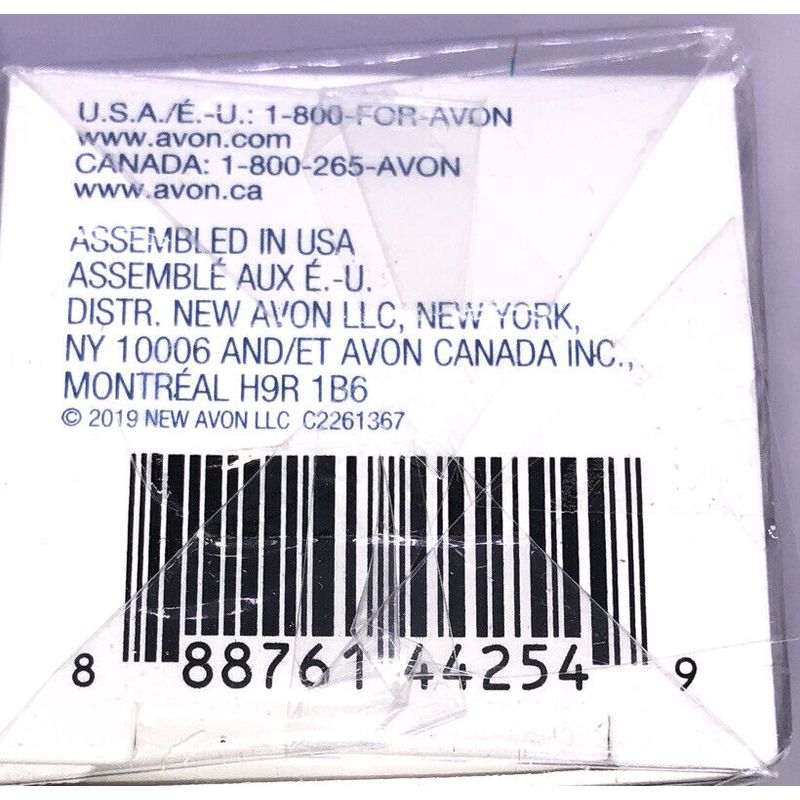 U.S.A./É.-U.: 1-800-FOR-AVON
www.avon.com
CANADA: 1-800-265-AVON
www.avon.ca
ASSEMBLED IN USA
ASSEMBLÉ AUX É.-U.
DISTR. NEW AVON LLC, NEW YORK,
NY 10006 AND/ET AVON CANADA INC.,
MONTRÉAL H9R 1B6
© 2019 NEW AVON LLC C2261367
8 88761 44254 9